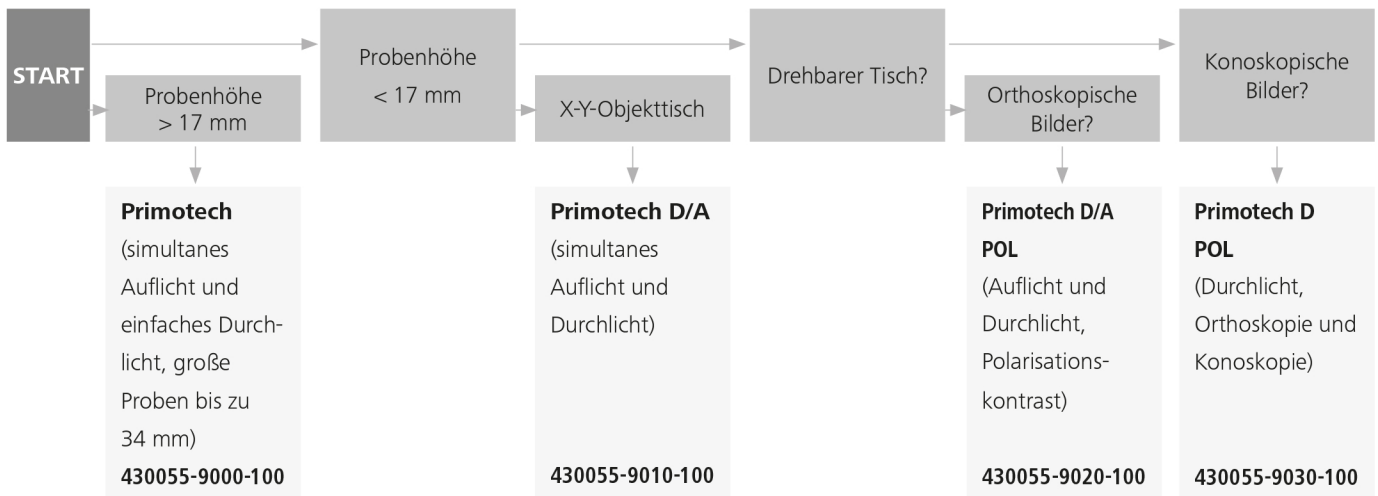 START
Probenhöhe
> 17 mm
Probenhöhe
< 17 mm
X-Y-Objekttisch
Drehbarer Tisch?
Orthoskopische
Bilder?
Konoskopische
Bilder?
Primotech
(simultanes
Auflicht und
einfaches Durch-
licht, große
Proben bis zu
34 mm)
430055-9000-100
Primotech D/A
(simultanes
Auflicht und
Durchlicht)
430055-9010-100
Primotech D/A
POL
(Auflicht und
Durchlicht,
Polarisations-
kontrast)
430055-9020-100
Primotech D
POL
(Durchlicht,
Orthoskopie und
Konoskopie)
430055-9030-100